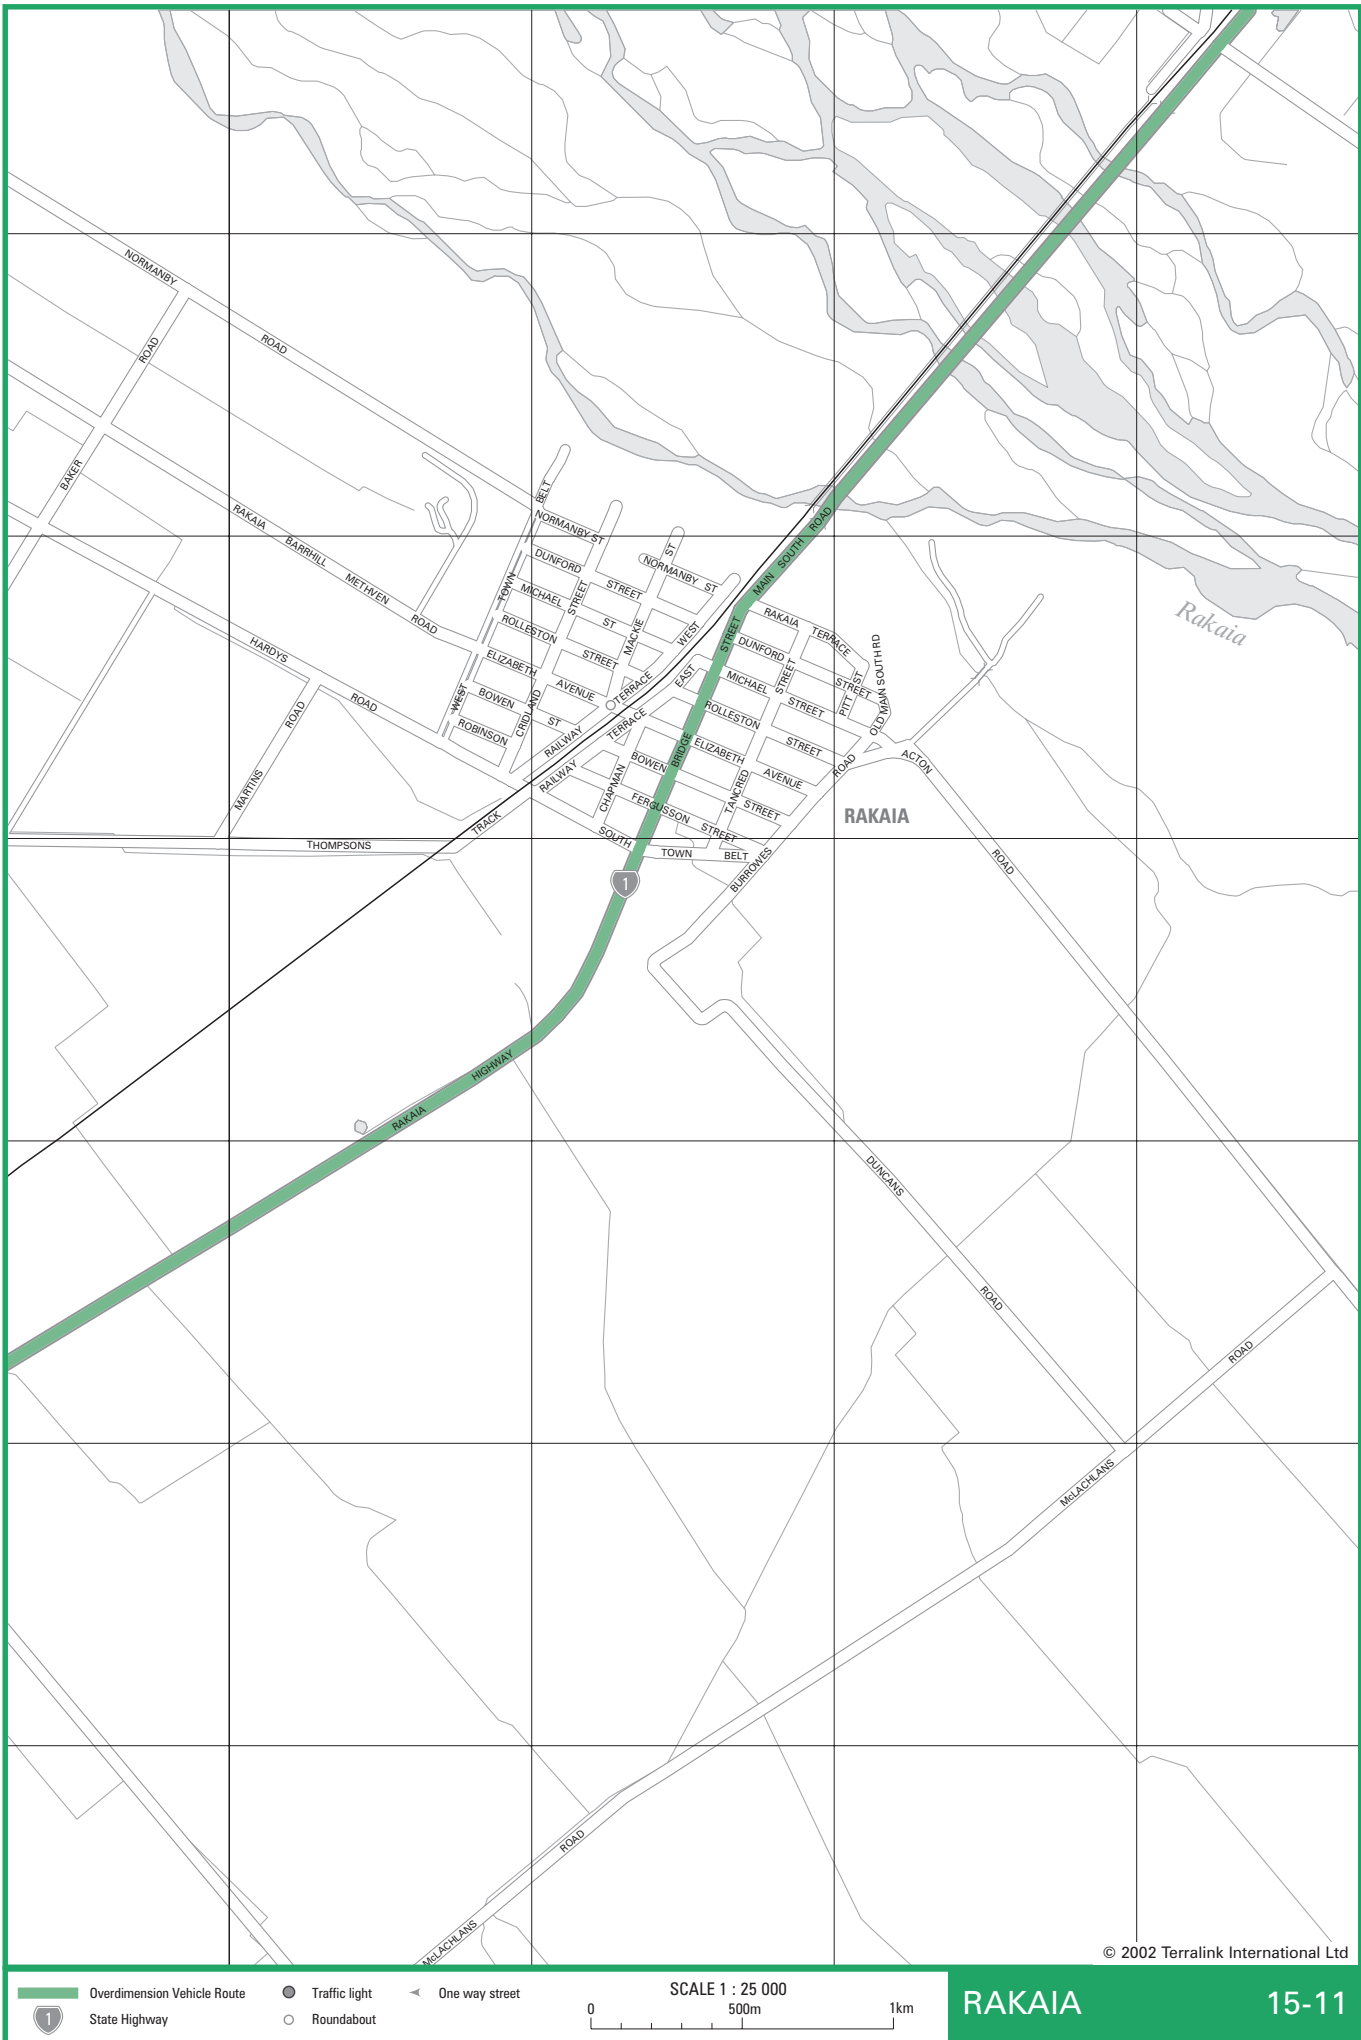 NORMANBY
ROAD
ROAD
BAKER
BELT
NORMANBY ST
ST
NORMANBY ST
MAIN SOUTH ROAD
RAKAIA
BARRHILL
METHVEN
ROAD
DUNFORD
STREET
TOWN
MICHAEL
STREET
ST
MACKIE
WEST
RAKAIA TERRACE
Rakaia
ROLLESTON
STREET
STREET
DUNFORD
STREET
OLD MAIN SOUTH RD
HARDYS
ROAD
ELIZABETH
AVENUE
TERRACE
EAST
MICHAEL
STREET
STREET
PITT ST
WEST
BOWEN
ST
CRIDLAND
ROLLESTON
STREET
ROBINSON
RAILWAY
TERRACE
BRIDGE
ELIZABETH
AVENUE
ROAD
ACTON
ROAD
MARTINS
ROAD
RAILWAY
CHAPMAN
BOWEN
STREET
TANCRED
FERGUSSON
STREET
RAKAIA
THOMPSONS
TRACK
SOUTH
TOWN
BELT
BURROWES
1
RAKAIA
HIGHWAY
DUNCANS
ROAD
ROAD
McLACHLANS
ROAD
McLACHLANS
© 2002 Terralink International Ltd
Overdimension Vehicle Route
Traffic light
One way street
1
State Highway
Roundabout
SCALE 1 : 25 000
0 500m 1km
RAKAIA 15-11